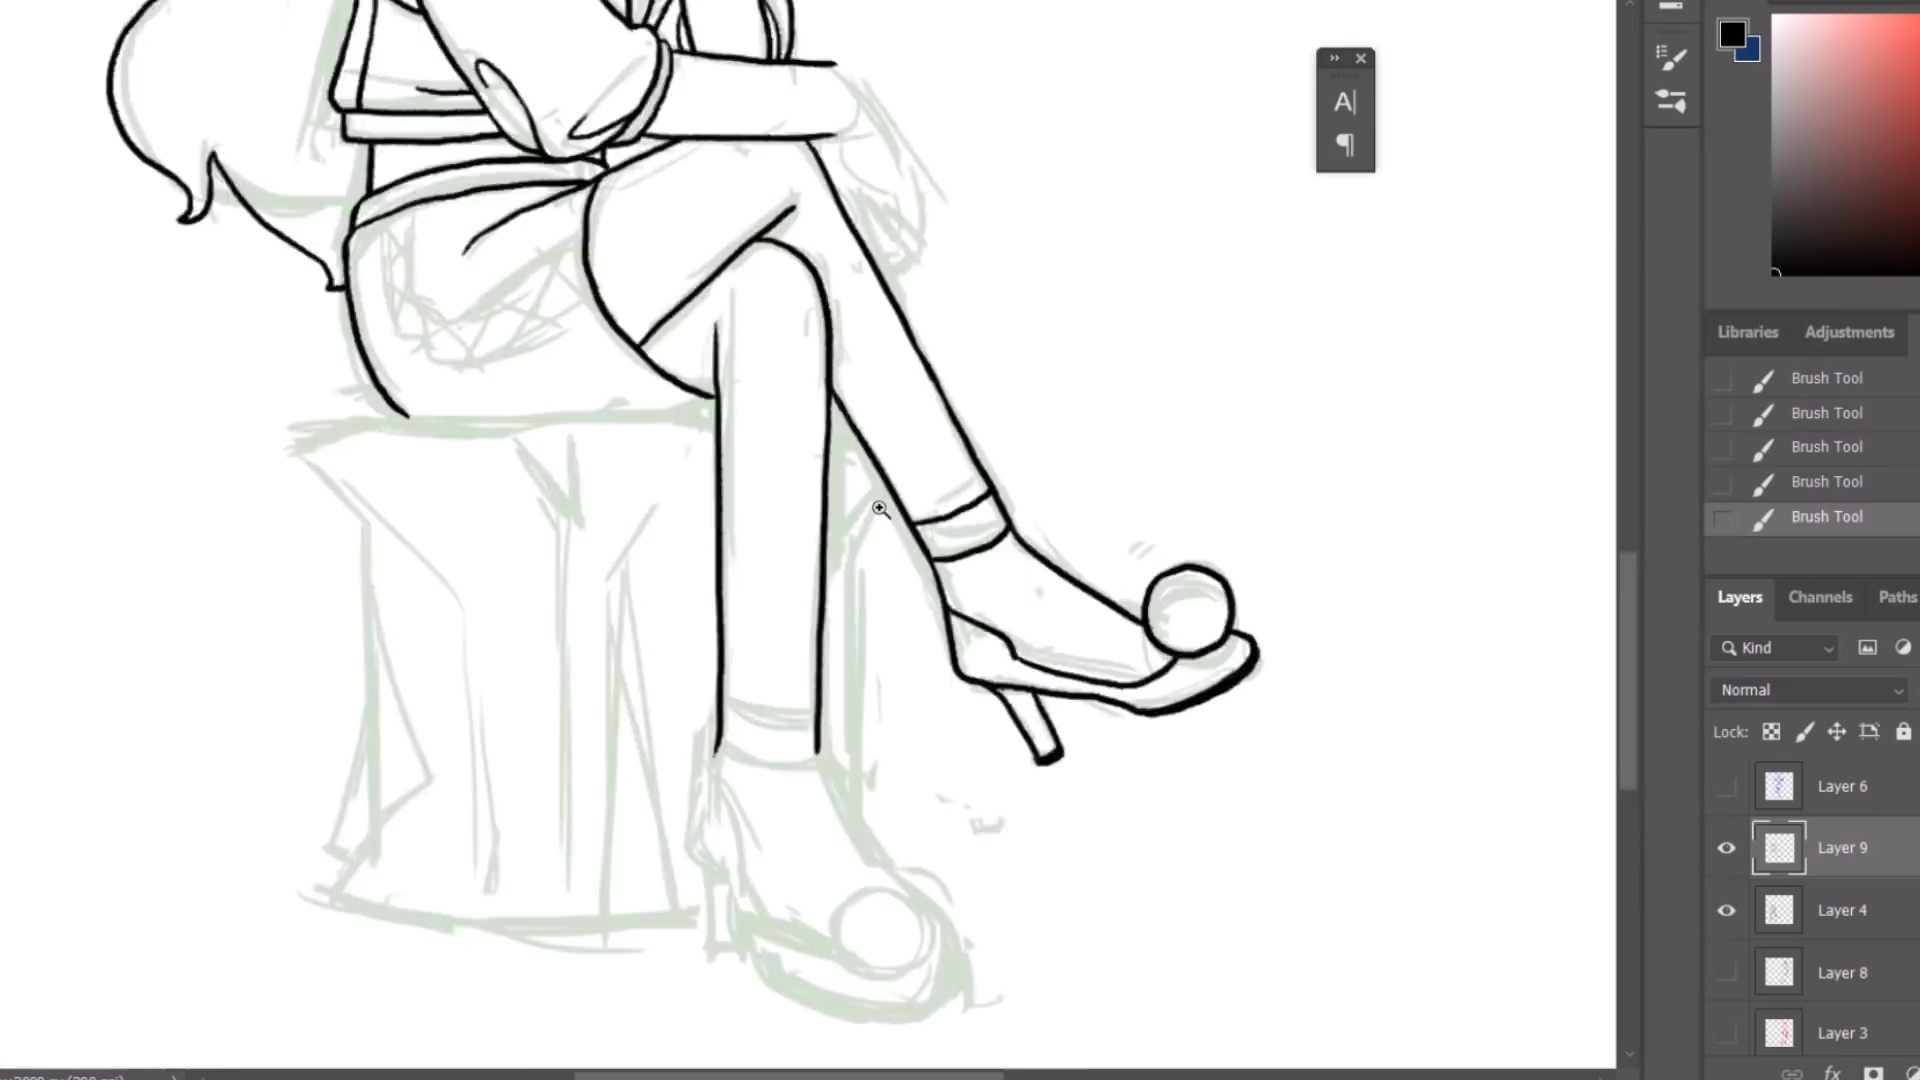 A|
Libraries Adjustments
Brush Tool
Brush Tool
Brush Tool
Brush Tool
Brush Tool
Layers Channels Paths
Kind
Normal
Lock:
Layer 6
Layer 9
Layer 4
Layer 8
Layer 3
fx